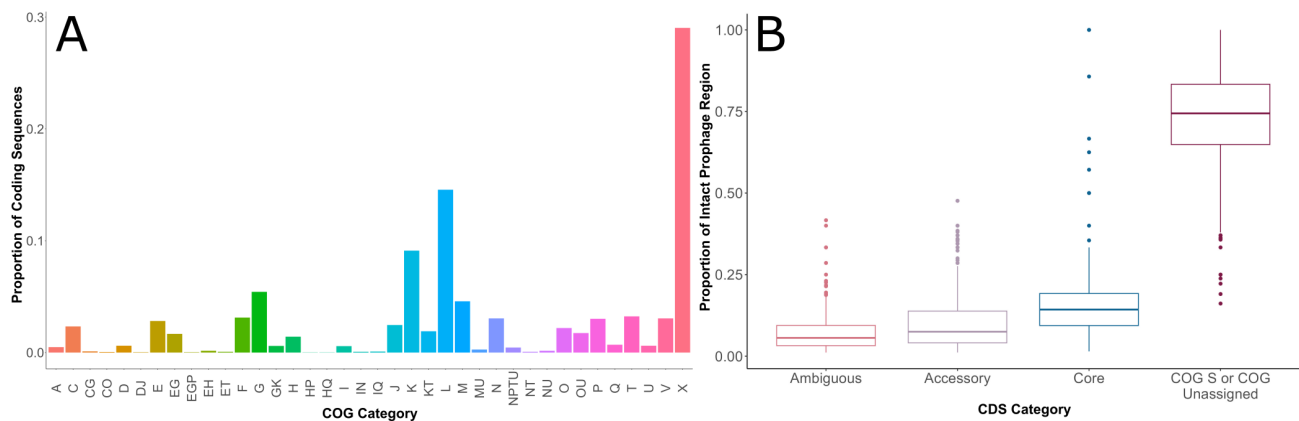 A
Proportion of Coding Sequences
0.3
0.2
0.1
0.0
A C CG CO D DJ E EG EGP EH ET F G GK H HP HQ I IN IQ J K KT L M MU N NPTU NT NU O OU P Q T U V X
COG Category
B
Proportion of Intact Prophage Region
1.00
0.75
0.50
0.25
0.00
Ambiguous Accessory Core COG S or COG
Unassigned
CDS Category